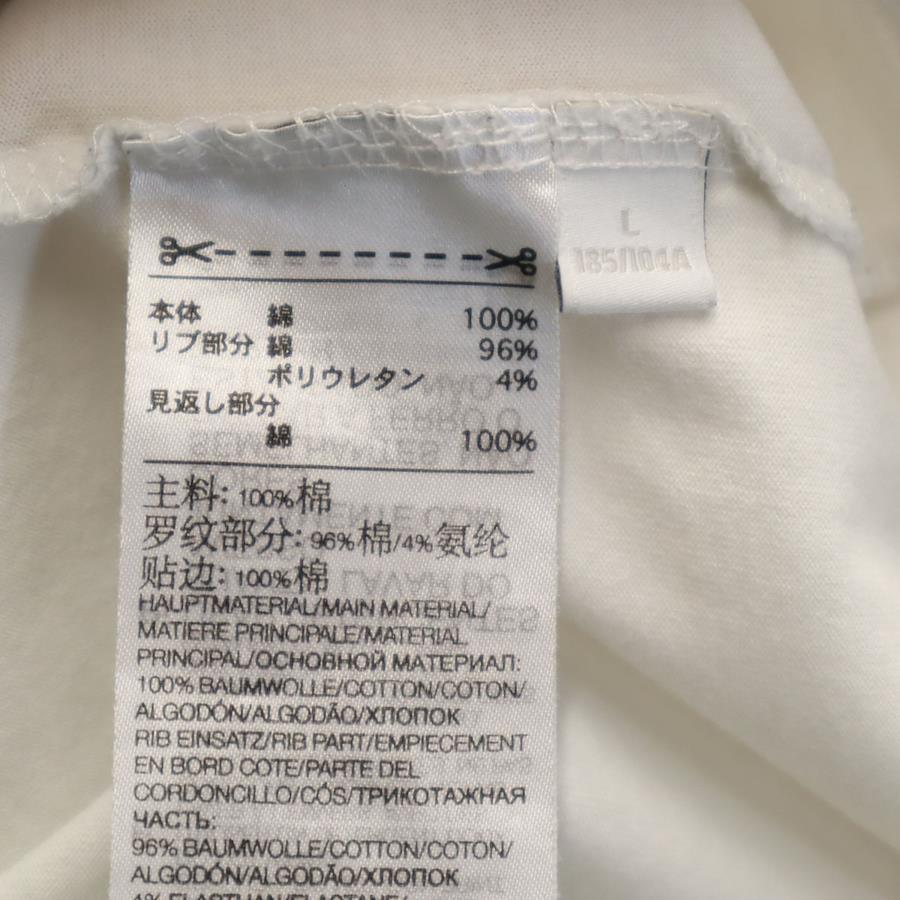 L
185/104A
本体 綿 100%
リブ部分 綿 96%
ポリウレタン 4%
見返し部分
綿 100%
主料: 100%棉
罗纹部分: 96%棉/4%氨纶
贴边: 100%棉
HAUPTMATERIAL/MAIN MATERIAL/
MATIERE PRINCIPALE/MATERIAL
PRINCIPAL/ОСНОВНОЙ МАТЕРИАЛ:
100% BAUMWOLLE/COTTON/COTON/
ALGODÓN/ALGODÃO/ХЛОПОК
RIB EINSATZ/RIB PART/EMPIECEMENT
EN BORD COTE/PARTE DEL
CORDONCILLO/CÓS/ТРИКОТАЖНАЯ
ЧАСТЬ:
96% BAUMWOLLE/COTTON/COTON/
ALGODÓN/ALGODÃO/ХЛОПОК
4% ELASTHAN/ELASTANE/